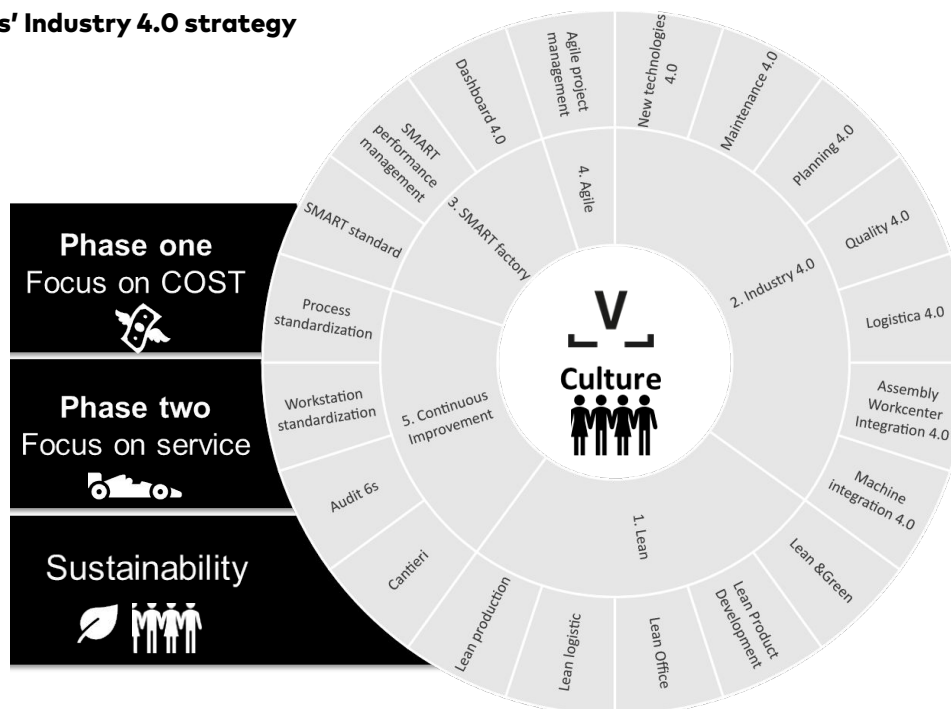 s’ Industry 4.0 strategy
Phase one
Focus on COST
Phase two
Focus on service
Sustainability
V
Culture
1. Lean
2. Industry 4.0
3. SMART factory
4. Agile
5. Continuous
Improvement
New technologies
4.0
Maintenance 4.0
Planning 4.0
Quality 4.0
Logistica 4.0
Assembly
Workcenter
Integration 4.0
Machine
integration 4.0
Lean &Green
Lean Product
Development
Lean Office
Lean logistic
Lean production
Cantieri
Audit 6s
Workstation
standardization
Process
standardization
SMART standard
SMART
performance
management
Dashboard 4.0
Agile project
management